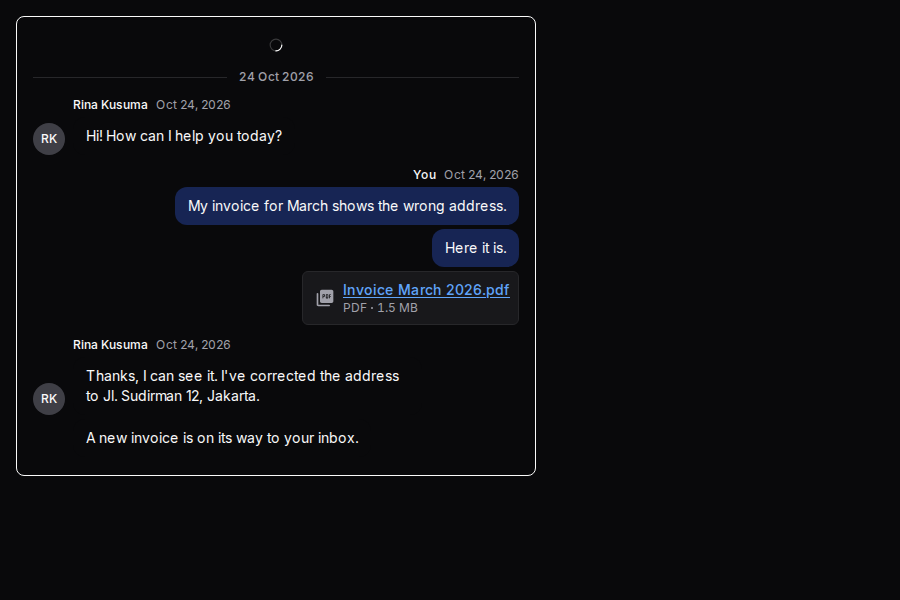 24 Oct 2026
Rina Kusuma Oct 24, 2026
RK
Hi! How can I help you today?
You Oct 24, 2026
My invoice for March shows the wrong address.
Here it is.
PDF
Invoice March 2026.pdf
PDF · 1.5 MB
Rina Kusuma Oct 24, 2026
RK
Thanks, I can see it. I've corrected the address
to Jl. Sudirman 12, Jakarta.
A new invoice is on its way to your inbox.